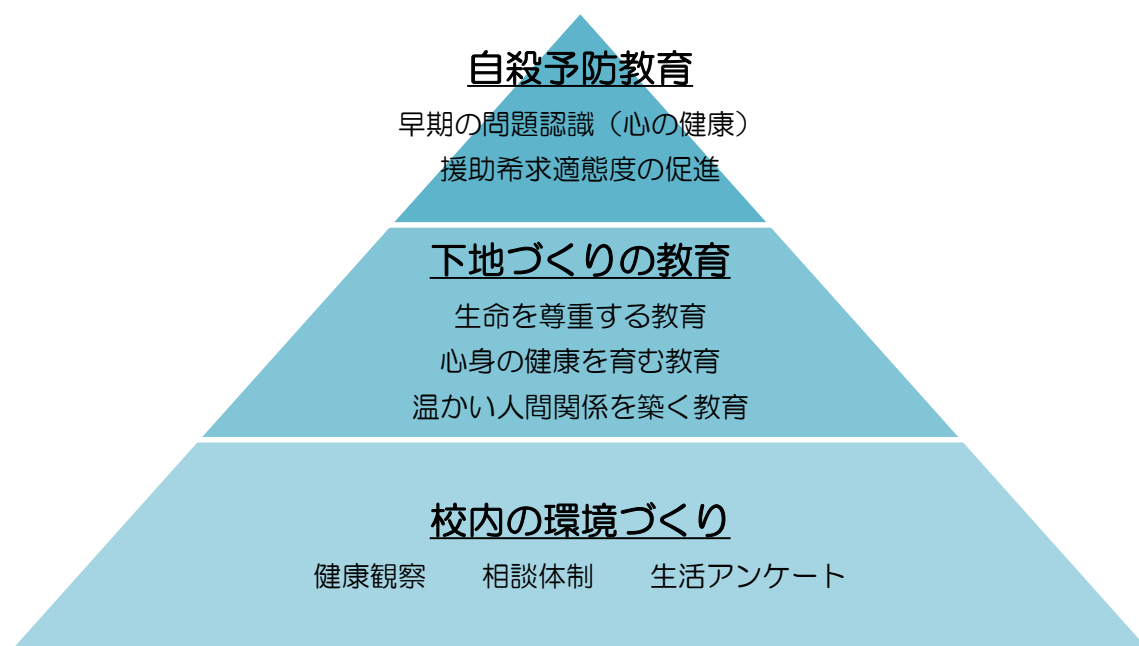 自殺予防教育
早期の問題認識（心の健康）
援助希求適態度の促進
下地づくりの教育
生命を尊重する教育
心身の健康を育む教育
温かい人間関係を築く教育
校内の環境づくり
健康観察　　相談体制　　生活アンケート